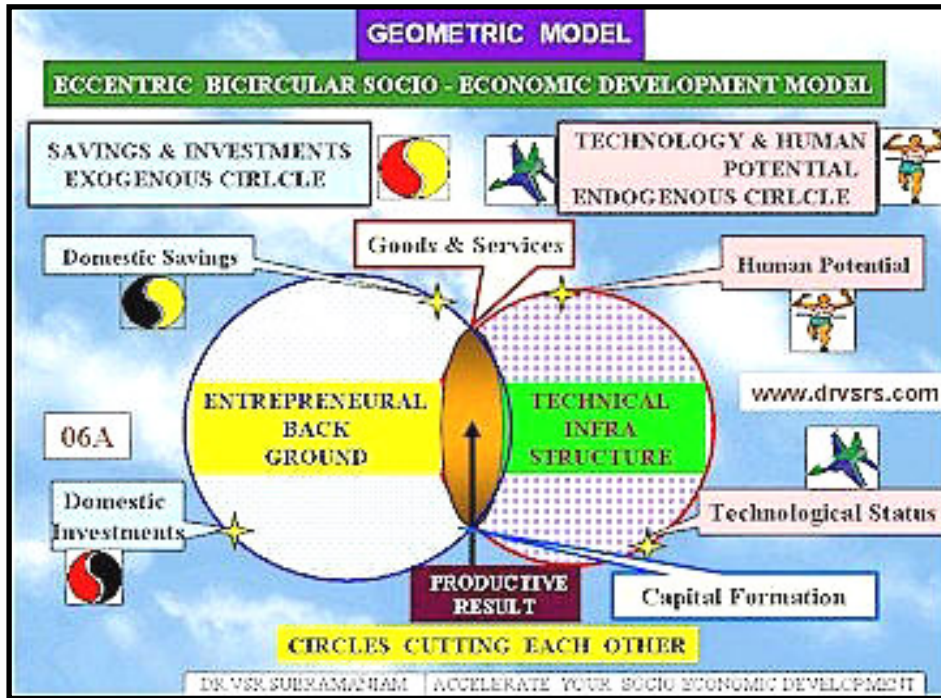 GEOMETRIC MODEL
ECCENTRIC BICIRCULAR SOCIO - ECONOMIC DEVELOPMENT MODEL
SAVINGS & INVESTMENTS
EXOGENOUS CIRLCLE
TECHNOLOGY & HUMAN
POTENTIAL
ENDOGENOUS CIRLCLE
Domestic Savings
Goods & Services
Human Potential
www.drvsrs.com
ENTREPRENEURAL
BACK
GROUND
TECHNICAL
INFRA
STRUCTURE
06A
Domestic
Investments
Technological Status
PRODUCTIVE
RESULT
Capital Formation
CIRCLES CUTTING EACH OTHER
DR.VSR.SUBRAMANIAM ACCELERATE YOUR SOCIO ECONOMIC DEVELOPMENT